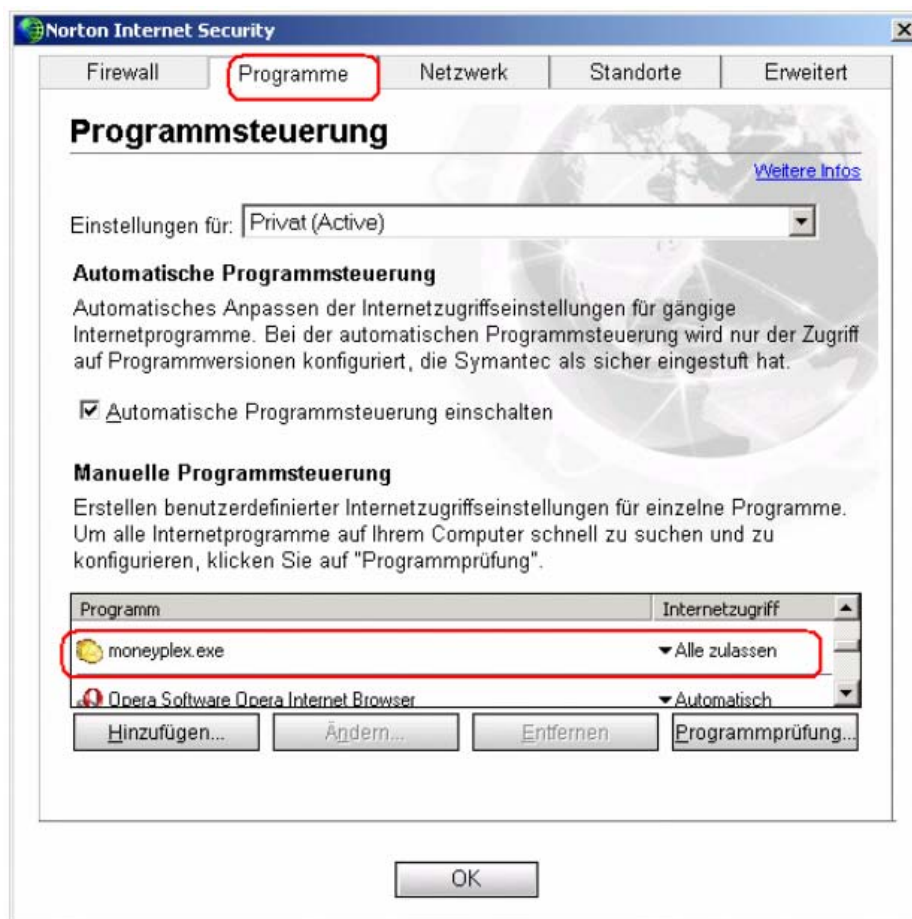 Norton Internet Security
Firewall
Programme
Netzwerk
Standorte
Erweitert
Programmsteuerung
Weitere Infos
Einstellungen für: Privat (Active)
Automatische Programmsteuerung
Automatisches Anpassen der Internetzugriffseinstellungen für gängige
Internetprogramme. Bei der automatischen Programmsteuerung wird nur der Zugriff
auf Programmversionen konfiguriert, die Symantec als sicher eingestuft hat.
Automatische Programmsteuerung einschalten
Manuelle Programmsteuerung
Erstellen benutzerdefinierter Internetzugriffseinstellungen für einzelne Programme.
Um alle Internetprogramme auf Ihrem Computer schnell zu suchen und zu
konfigurieren, klicken Sie auf "Programmprüfung".
Programm
Internetzugriff
moneyplex.exe
Alle zulassen
Opera Software Opera Internet Browser
Automatisch
Hinzufügen...
Ändern...
Entfernen
Programmprüfung...
OK